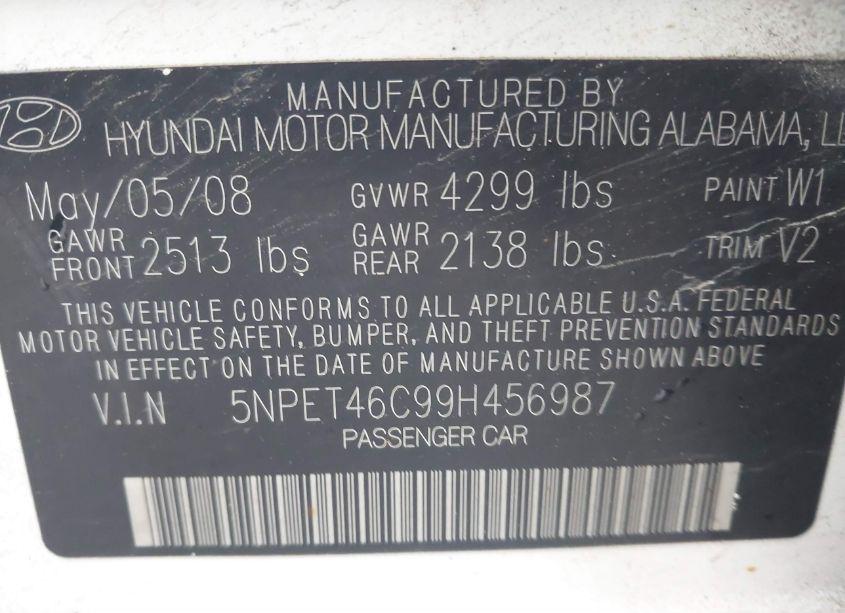 MANUFACTURED BY
HYUNDAI MOTOR MANUFACTURING ALABAMA,
May/05/08 GVWR 4299 lbs PAINT W1
GAWR FRONT 2513 lbs GAWR REAR 2138 lbs TRIM V2
THIS VEHICLE CONFORMS TO ALL APPLICABLE U.S.A. FEDERAL
MOTOR VEHICLE SAFETY, BUMPER, AND THEFT PREVENTION STANDARDS
IN EFFECT ON THE DATE OF MANUFACTURE SHOWN ABOVE
V.I.N 5NPET46C99H456987
PASSENGER CAR